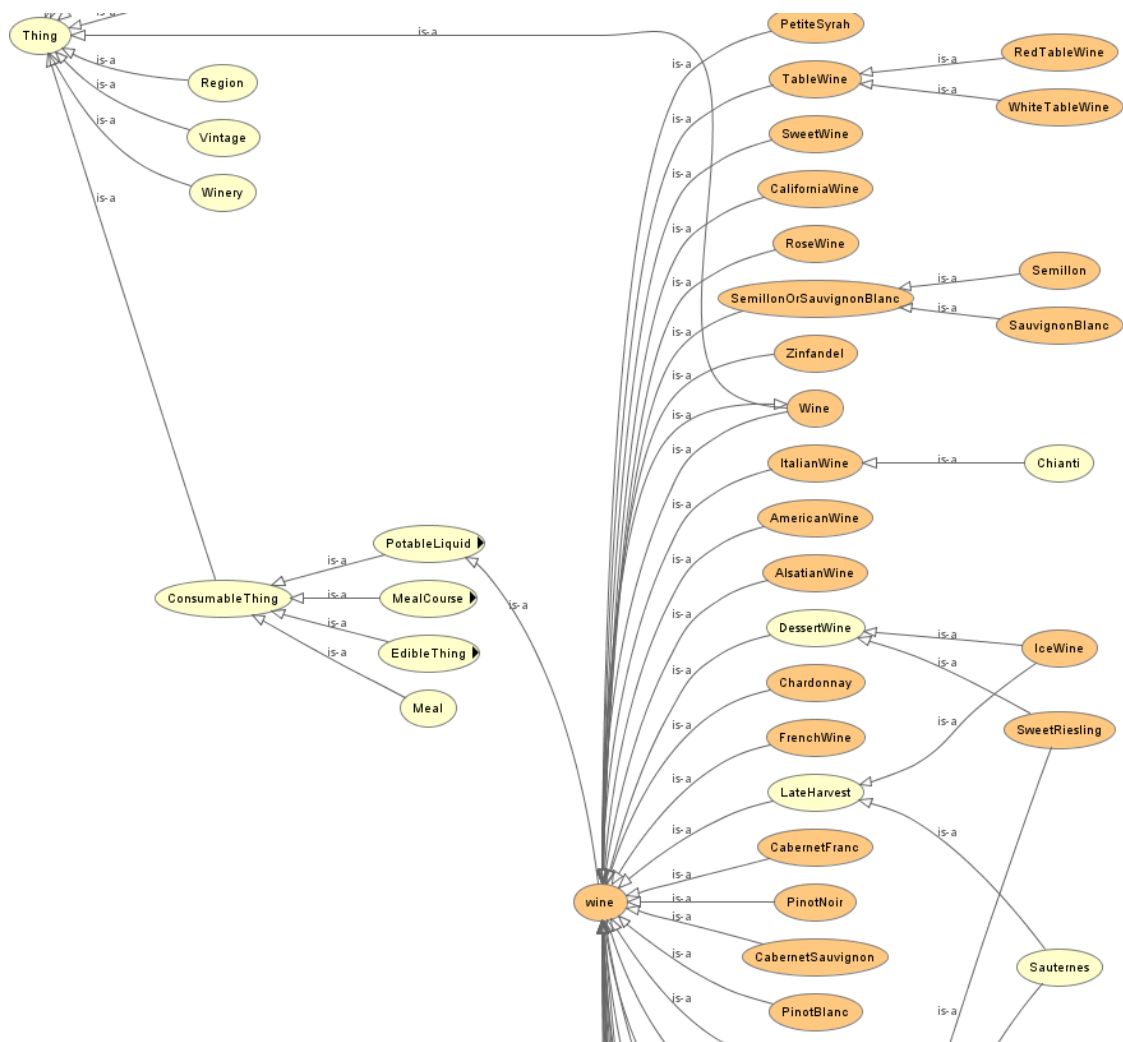 is-a
Thing
is-a
PetiteSyrah
is-a
RedTableWine
is-a
is-a
is-a
TableWine
Region
is-a
is-a
WhiteTableWine
is-a
is-a
Vintage
SweetWine
is-a
Winery
CaliforniaWine
is-a
is-a
RoseWine
is-a
Semillon
is-a
SemillonOrSauvignonBlanc
is-a
SauvignonBlanc
is-a
Zinfandel
is-a
Wine
is-a
is-a
ItalianWine
is-a
Chianti
is-a
AmericanWine
is-a
PotableLiquid
is-a
AlsatianWine
is-a
ConsumableThing
is-a
MealCourse
is-a
is-a
DessertWine
is-a
is-a
EdibleThing
IceWine
is-a
is-a
is-a
Chardonnay
Meal
is-a
is-a
SweetRiesling
FrenchWine
is-a
LateHarvest
is-a
is-a
CabernetFranc
is-a
wine
is-a
PinotNoir
is-a
CabernetSauvignon
is-a
Sauternes
is-a
PinotBlanc
is-a